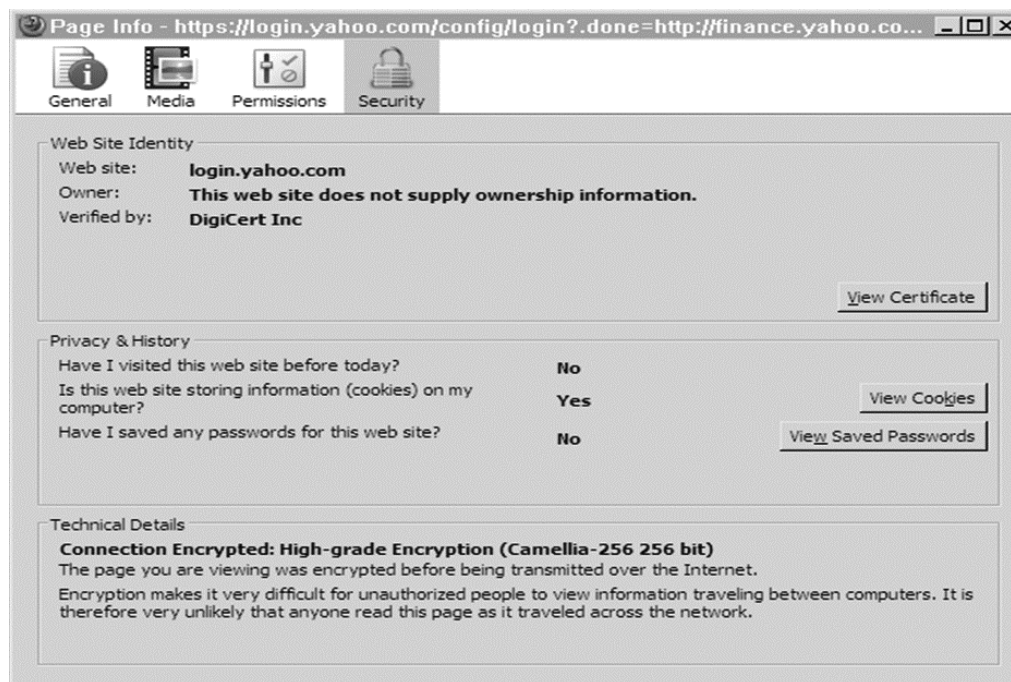 Page Info - https://login.yahoo.com/config/login?.done=http://finance.yahoo.co...
General Media Permissions Security
Web Site Identity
Web site: login.yahoo.com
Owner: This web site does not supply ownership information.
Verified by: DigiCert Inc
View Certificate
Privacy & History
Have I visited this web site before today? No
Is this web site storing information (cookies) on my
computer? Yes View Cookies
Have I saved any passwords for this web site? No View Saved Passwords
Technical Details
Connection Encrypted: High-grade Encryption (Camellia-256 256 bit)
The page you are viewing was encrypted before being transmitted over the Internet.
Encryption makes it very difficult for unauthorized people to view information traveling between computers. It is
therefore very unlikely that anyone read this page as it traveled across the network.